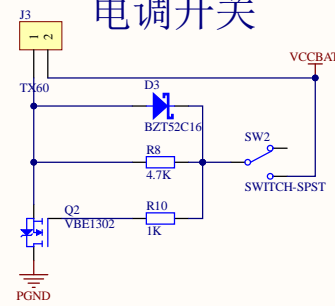 电调开关
J3
1
2
VCCBAT
TX60
D3
BZT52C16
SW2
R8
4.7K
SWITCH-SPST
Q2
VBE1302
R10
1K
PGND